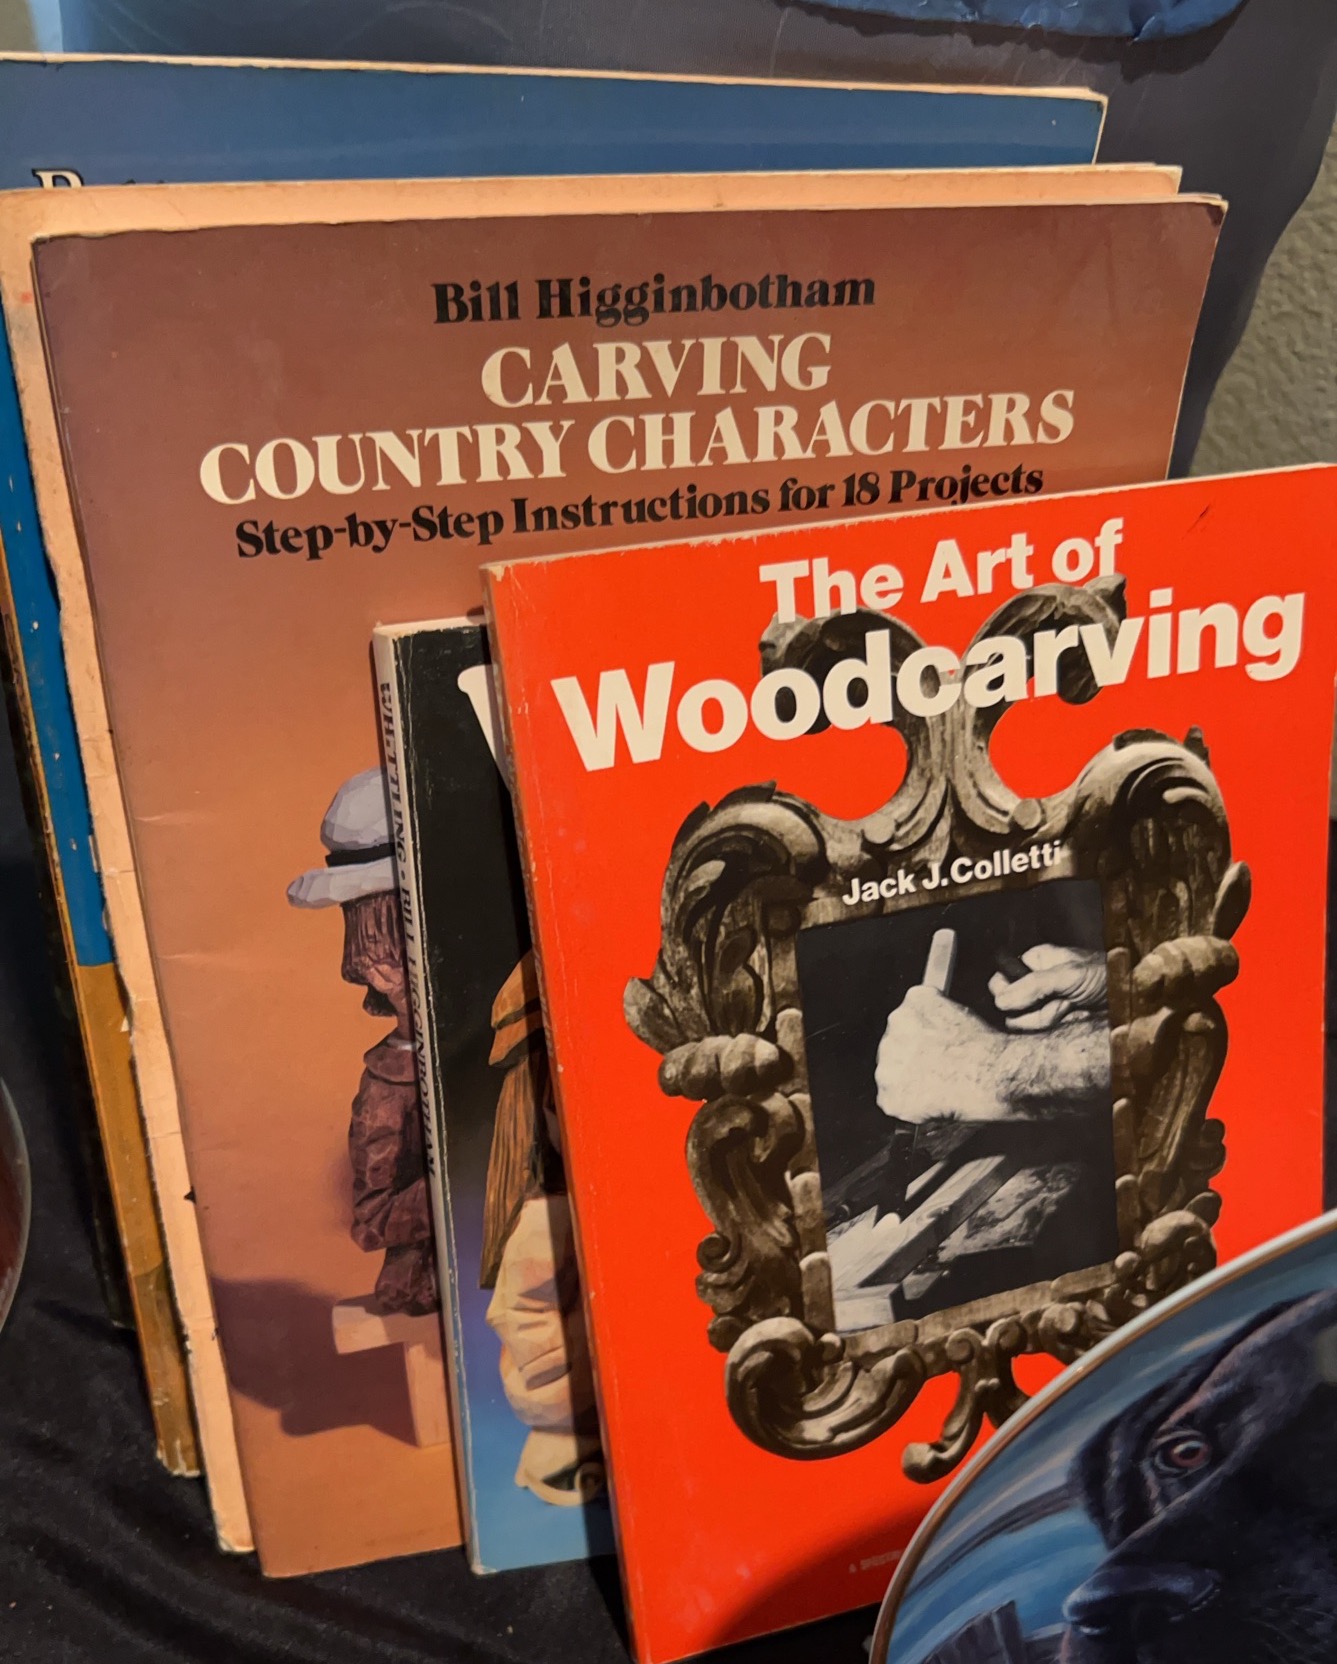 Bill Higginbotham
CARVING
COUNTRY CHARACTERS
Step-by-Step Instructions for 18 Projects
WHITTLING • BILL HIGGINBOTHAM
The Art of
Woodcarving
Jack J. Colletti